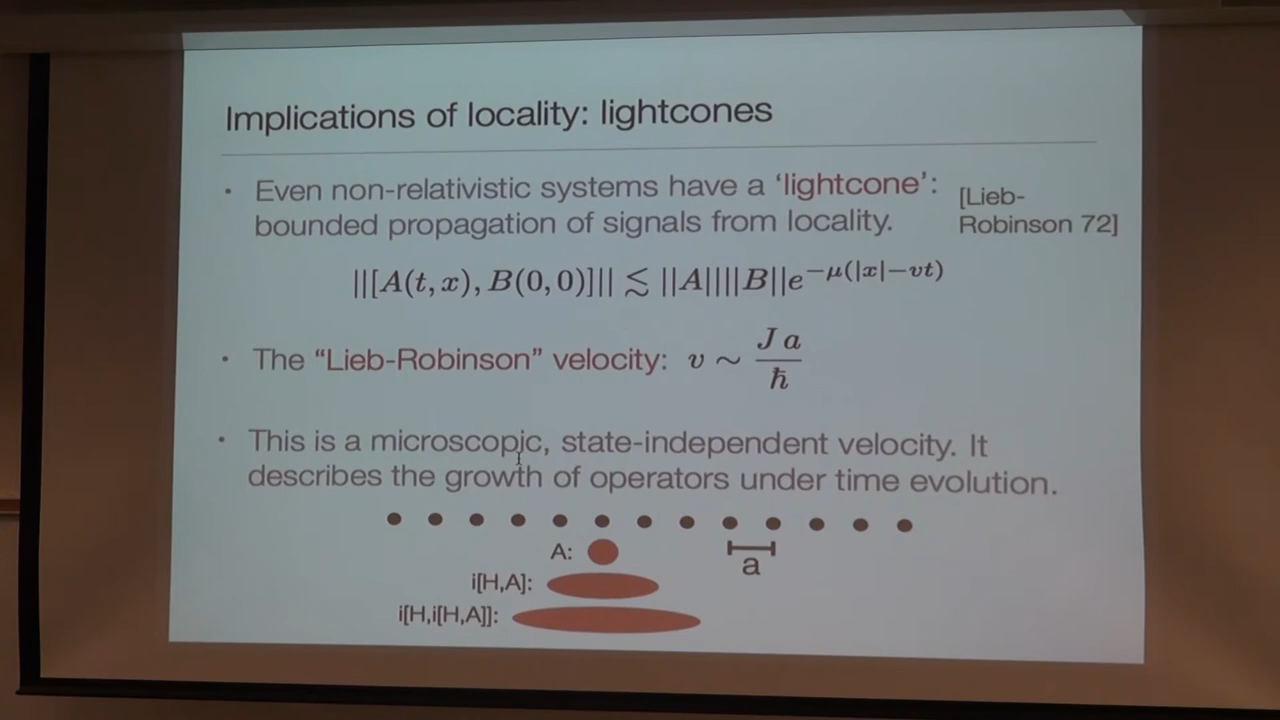 Implications of locality: lightcones
• Even non-relativistic systems have a ‘lightcone’:
bounded propagation of signals from locality.
[Lieb-
Robinson 72]
||[A(t, x), B(0, 0)]|| ≲ ||A||||B||e^{−μ(|x|−vt)}
• The “Lieb-Robinson” velocity: v ∼ \frac{J a}{ℏ}
• This is a microscopic, state-independent velocity. It
describes the growth of operators under time evolution.
A:
a
i[H,A]:
i[H,i[H,A]]: